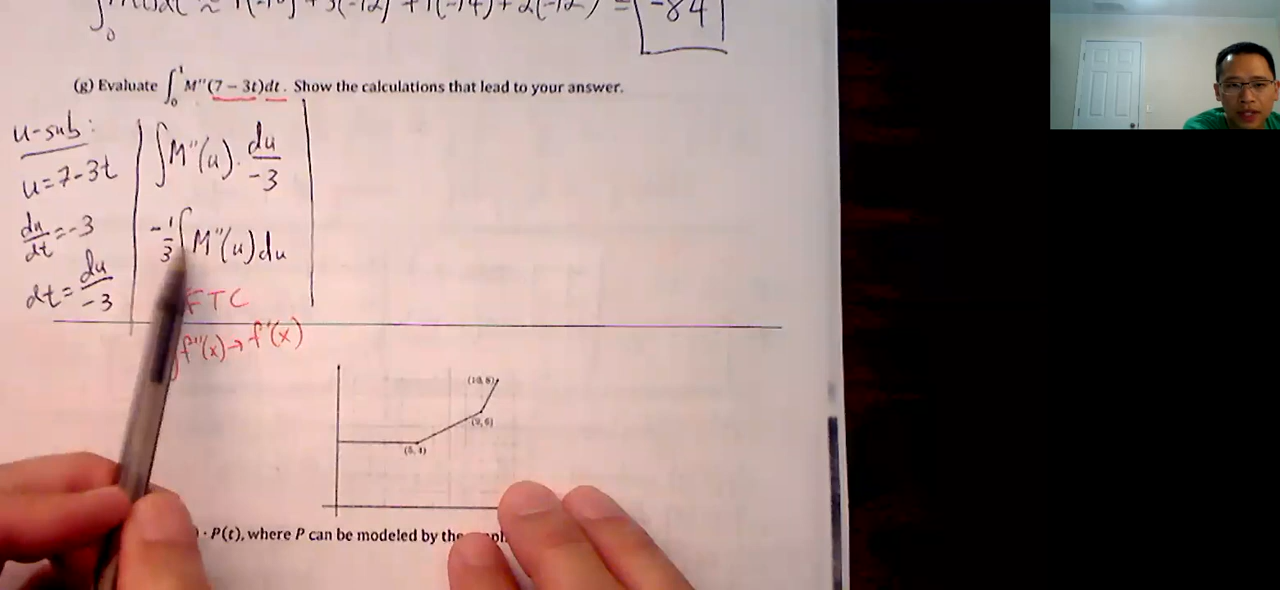 = -84
(g) Evaluate ∫₀¹ M''(7 − 3t)dt. Show the calculations that lead to your answer.
u-sub:
u=7-3t
du/dt=-3
dt=du/-3
∫M''(u)·du/-3
-1/3∫M''(u)du
FTC
∫f''(x)→f'(x)
(10, 8)
(9, 6)
(5, 4)
· P(t), where P can be modeled by the